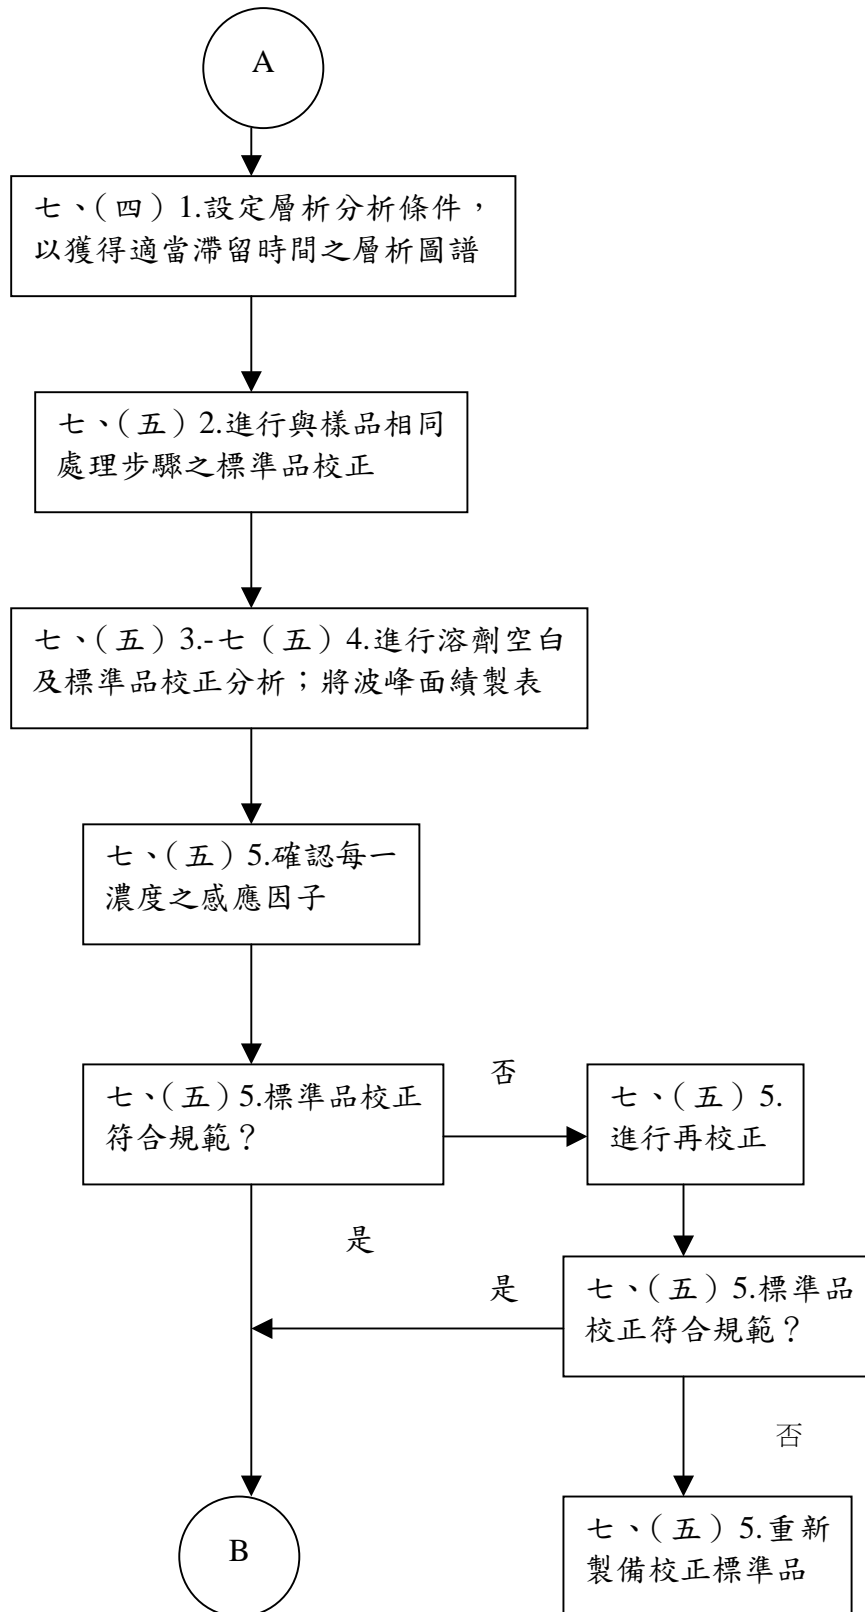 A
七、(四)1.設定層析分析條件，
以獲得適當滯留時間之層析圖譜
七、(五)2.進行與樣品相同
處理步驟之標準品校正
七、(五)3.-七(五)4.進行溶劑空白
及標準品校正分析；將波峰面績製表
七、(五)5.確認每一
濃度之感應因子
七、(五)5.標準品校正
符合規範？
否
七、(五)5.
進行再校正
是
是
七、(五)5.標準品
校正符合規範？
否
B
七、(五)5.重新
製備校正標準品